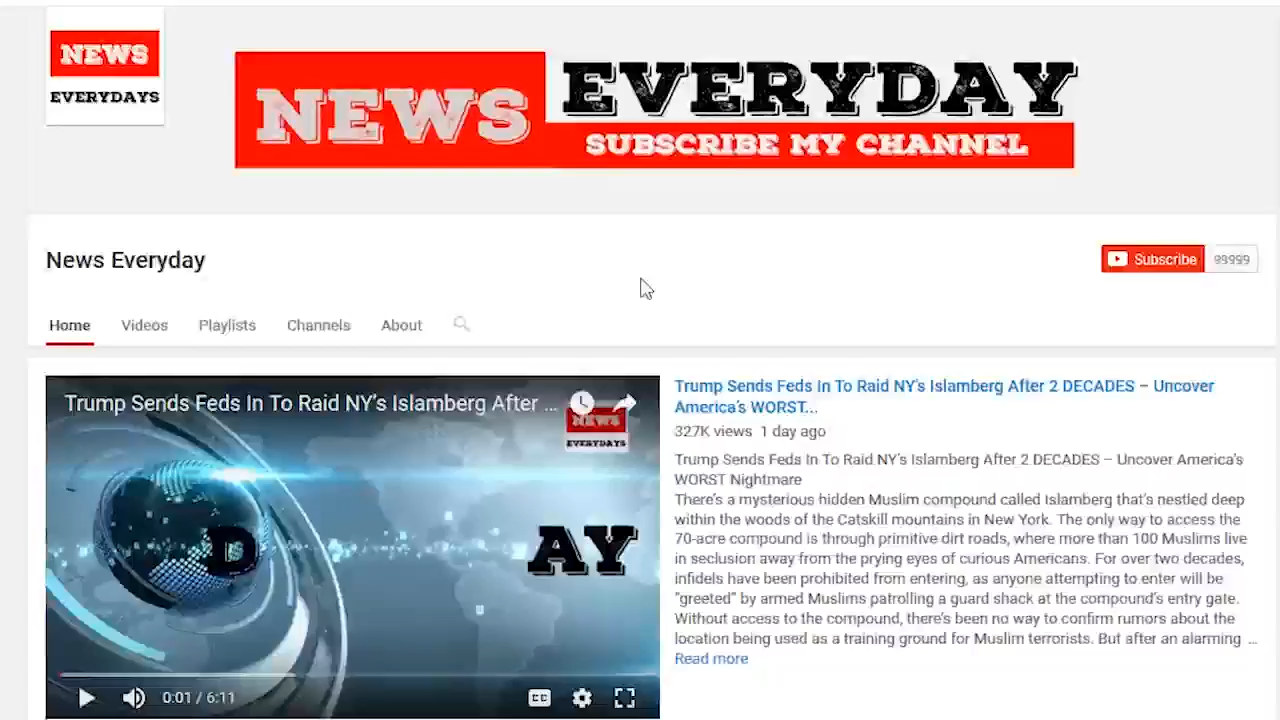 NEWS
EVERYDAYS
NEWS
EVERYDAY
SUBSCRIBE MY CHANNEL
News Everyday
Subscribe 99999
Home Videos Playlists Channels About
Trump Sends Feds In To Raid NY's Islamberg After ...
NEWS
EVERYDAYS
D AY
0:01 / 6:11
CC
Trump Sends Feds In To Raid NY's Islamberg After 2 DECADES – Uncover
America's WORST...
327K views 1 day ago
Trump Sends Feds In To Raid NY's Islamberg After 2 DECADES – Uncover America's
WORST Nightmare
There's a mysterious hidden Muslim compound called Islamberg that's nestled deep
within the woods of the Catskill mountains in New York. The only way to access the
70-acre compound is through primitive dirt roads, where more than 100 Muslims live
in seclusion away from the prying eyes of curious Americans. For over two decades,
infidels have been prohibited from entering, as anyone attempting to enter will be
"greeted" by armed Muslims patrolling a guard shack at the compound's entry gate.
Without access to the compound, there's been no way to confirm rumors about the
location being used as a training ground for Muslim terrorists. But after an alarming ...
Read more